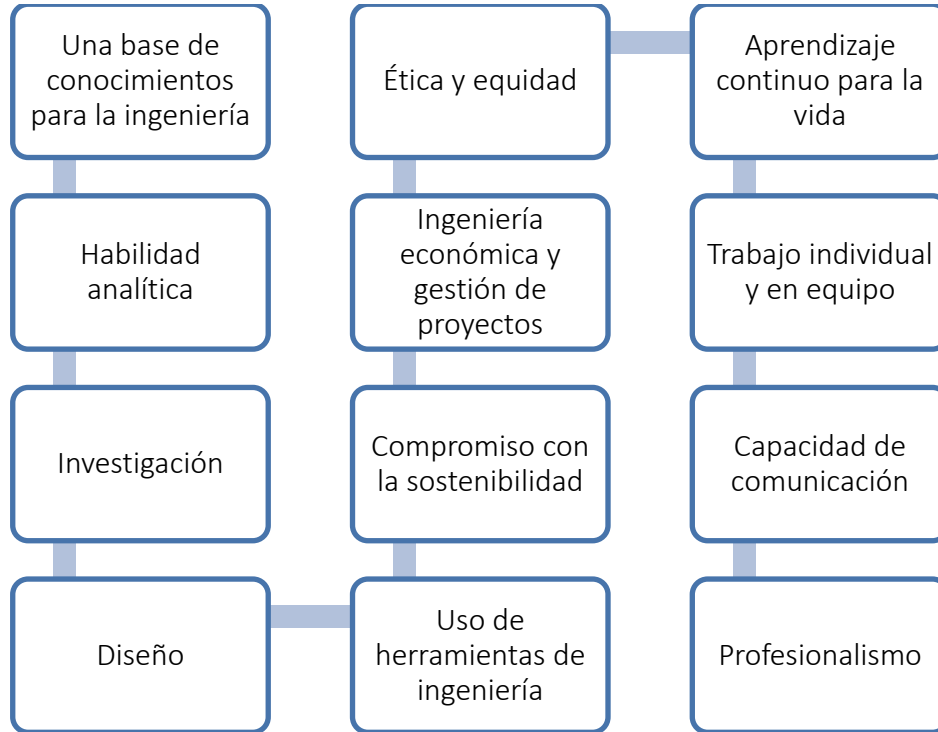 Una base de
conocimientos
para la ingeniería
Habilidad
analítica
Investigación
Diseño
Uso de
herramientas de
ingeniería
Compromiso con
la sostenibilidad
Ingeniería
económica y
gestión de
proyectos
Ética y equidad
Aprendizaje
continuo para la
vida
Trabajo individual
y en equipo
Capacidad de
comunicación
Profesionalismo